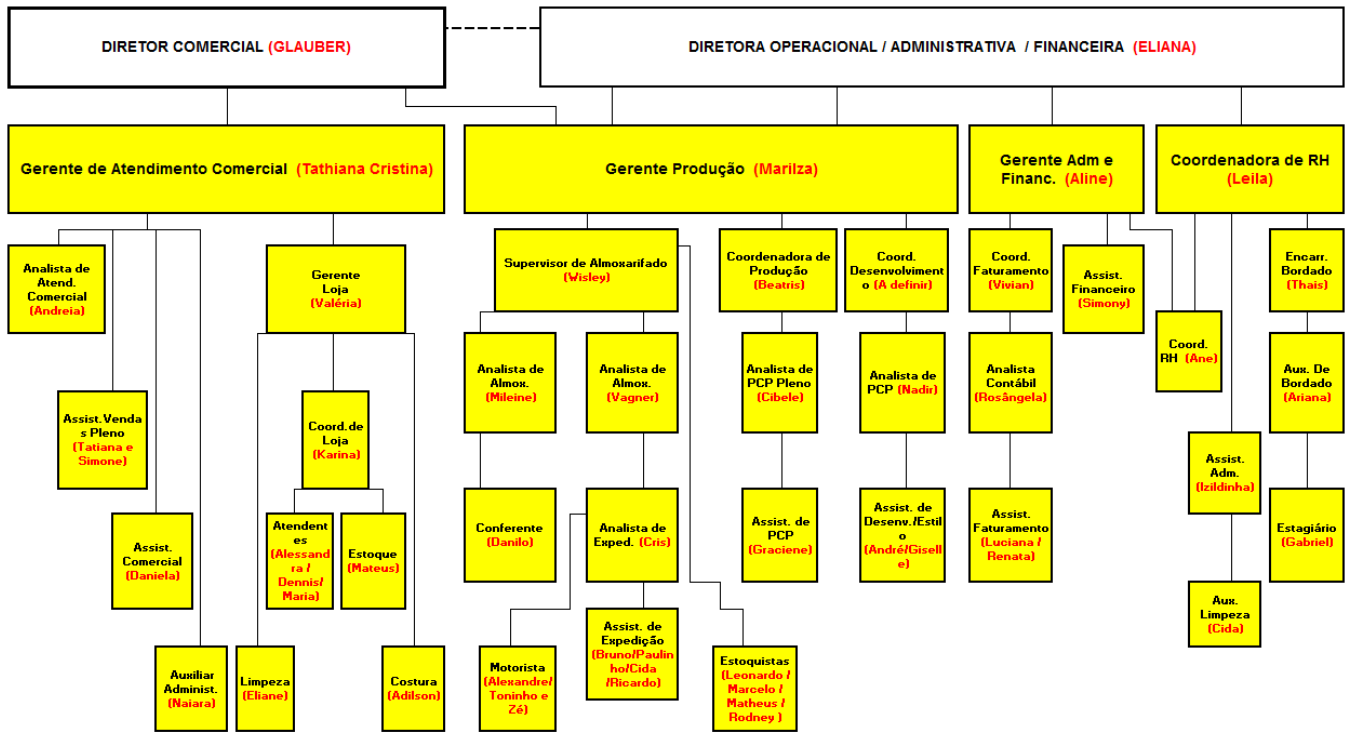 DIRETOR COMERCIAL (GLAUBER)
DIRETORA OPERACIONAL / ADMINISTRATIVA / FINANCEIRA (ELIANA)
Gerente de Atendimento Comercial (Tathiana Cristina)
Gerente Produção (Marilza)
Gerente Adm e
Financ. (Aline)
Coordenadora de RH
(Leila)
Analista de
Atend.
Comercial
(Andreia)
Gerente
Loja
(Valéria)
Supervisor de Almoxarifado
(Wisley)
Coordenadora de
Produção
(Beatris)
Coord.
Desenvolviment
o (A definir)
Coord.
Faturamento
(Vivian)
Assist.
Financeiro
(Simony)
Encarr.
Bordado
(Thais)
Coord.
RH (Ane)
Analista de
Almox.
(Mileine)
Analista de
Almox.
(Vagner)
Analista de
PCP Pleno
(Cibele)
Analista de
PCP (Nadir)
Analista
Contábil
(Rosângela)
Aux. De
Bordado
(Ariana)
Assist.Venda
s Pleno
(Tatiana e
Simone)
Coord.de
Loja
(Karina)
Assist.
Adm.
(Izildinha)
Assist.
Comercial
(Daniela)
Atendent
es
(Alessand
ra /
Dennis/
Maria)
Estoque
(Mateus)
Conferente
(Danilo)
Analista de
Exped. (Cris)
Assist. de
PCP
(Graciene)
Assist. de
Desenv./Estil
o
(André/Gisell
e)
Assist.
Faturamento
(Luciana /
Renata)
Estagiário
(Gabriel)
Aux.
Limpeza
(Cida)
Auxiliar
Administ.
(Naiara)
Limpeza
(Eliane)
Costura
(Adilson)
Motorista
(Alexandre/
Toninho e
Zé)
Assist. de
Expedição
(Bruno/Paulin
ho/Cida
/Ricardo)
Estoquistas
(Leonardo /
Marcelo /
Matheus /
Rodney )